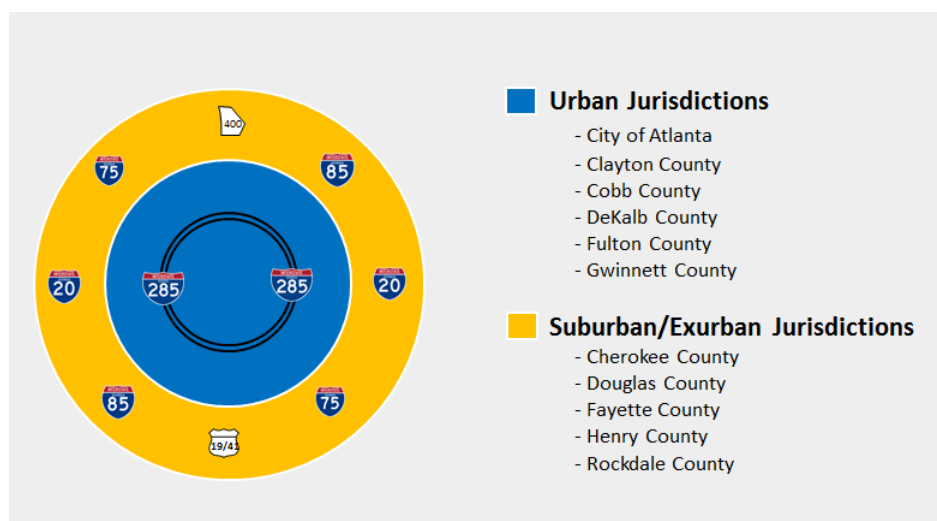 400
75
85
20
285
285
20
85
75
19/41
Urban Jurisdictions
- City of Atlanta
- Clayton County
- Cobb County
- DeKalb County
- Fulton County
- Gwinnett County
Suburban/Exurban Jurisdictions
- Cherokee County
- Douglas County
- Fayette County
- Henry County
- Rockdale County